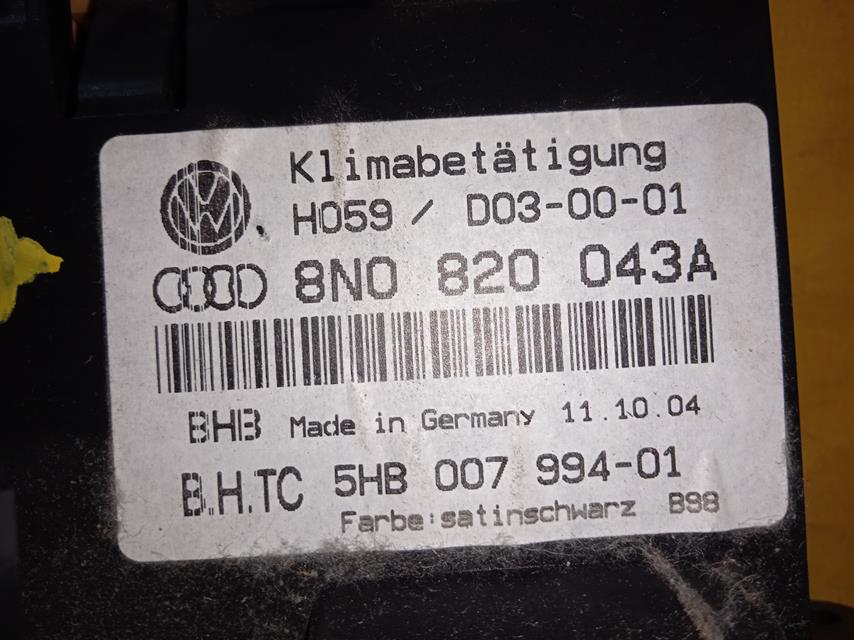 Klimabetätigung
H059 / D03-00-01
8N0 820 043A
BHB Made in Germany 11.10.04
B.H.TC 5HB 007 994-01
Farbe:satinschwarz B98